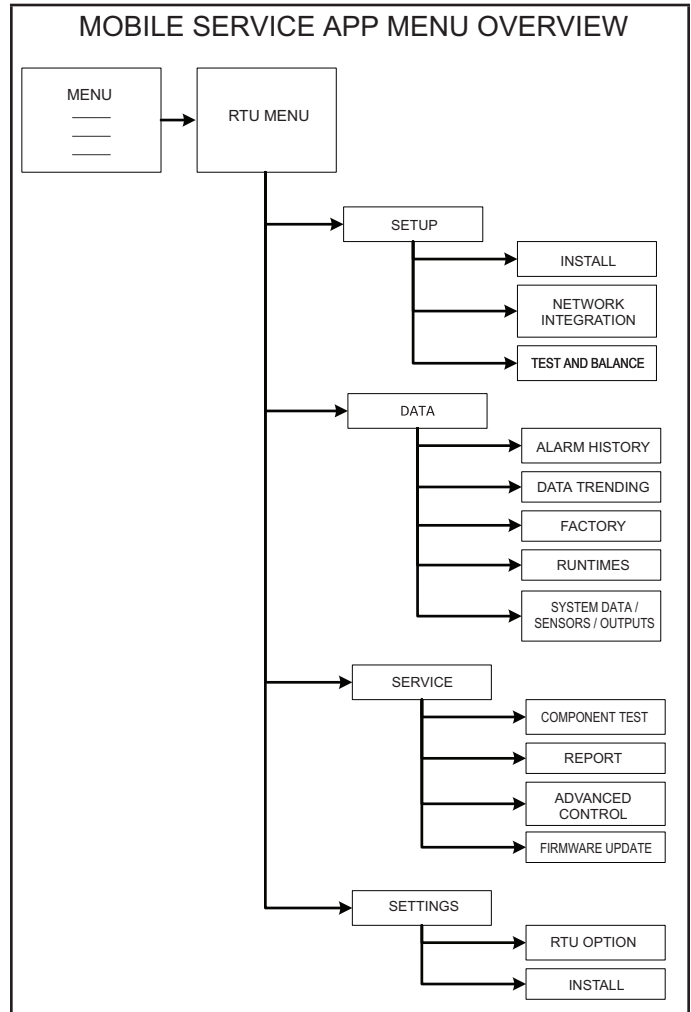 MOBILE SERVICE APP MENU OVERVIEW
MENU
RTU MENU
SETUP
INSTALL
NETWORK
INTEGRATION
TEST AND BALANCE
DATA
ALARM HISTORY
DATA TRENDING
FACTORY
RUNTIMES
SYSTEM DATA /
SENSORS / OUTPUTS
SERVICE
COMPONENT TEST
REPORT
ADVANCED
CONTROL
FIRMWARE UPDATE
SETTINGS
RTU OPTION
INSTALL